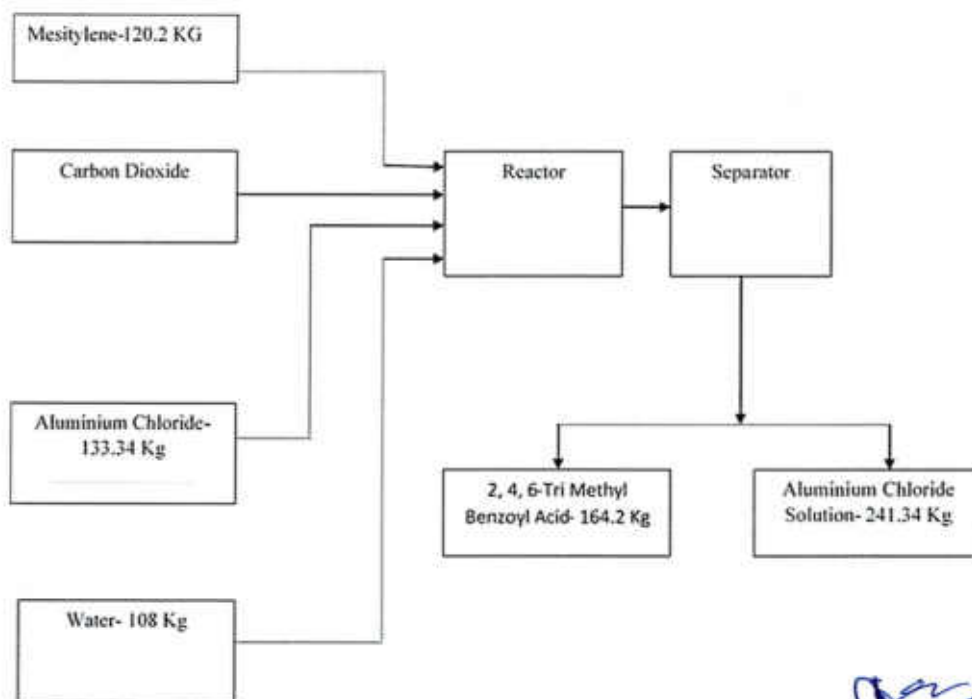 Mesitylene-120.2 KG
Carbon Dioxide
Reactor
Separator
Aluminium Chloride-
133.34 Kg
2, 4, 6-Tri Methyl
Benzoyl Acid- 164.2 Kg
Aluminium Chloride
Solution- 241.34 Kg
Water- 108 Kg